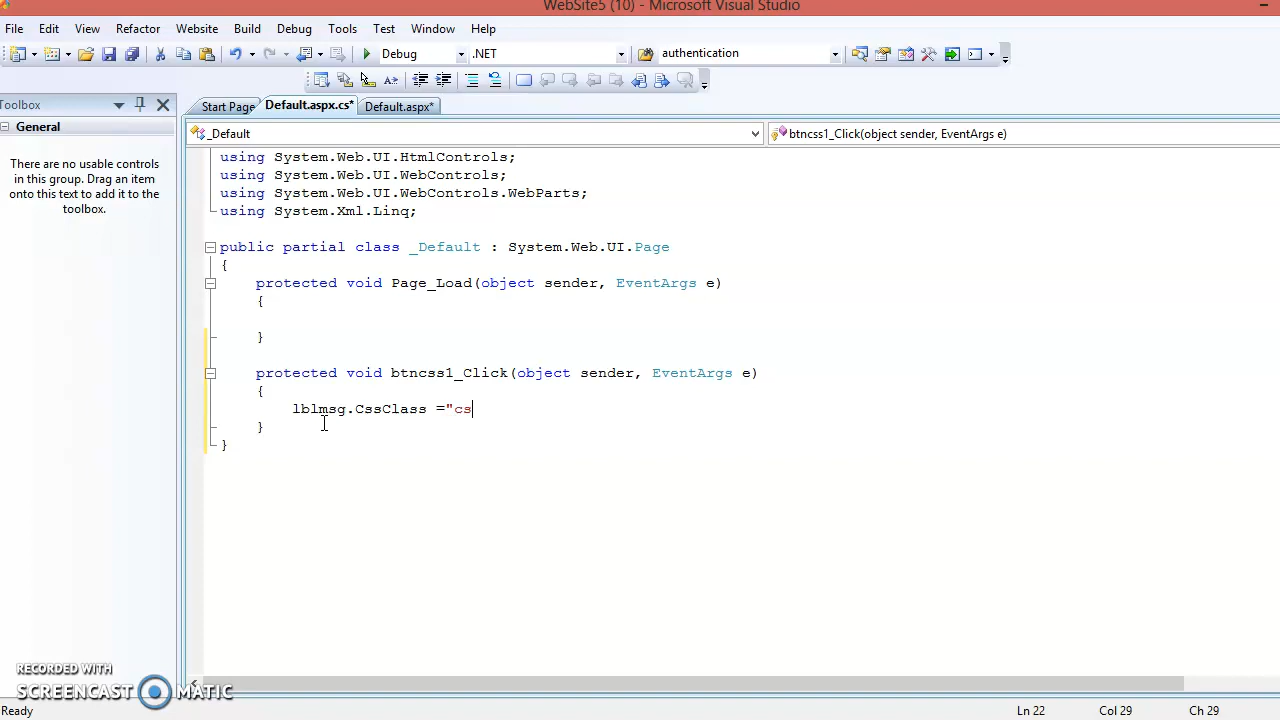 WebSite5 (10) - Microsoft Visual Studio
File Edit View Refactor Website Build Debug Tools Test Window Help
Debug .NET authentication
Toolbox
Start Page Default.aspx.cs* Default.aspx*
General
_Default btncss1_Click(object sender, EventArgs e)
There are no usable controls
in this group. Drag an item
onto this text to add it to the
toolbox.
using System.Web.UI.HtmlControls;
using System.Web.UI.WebControls;
using System.Web.UI.WebControls.WebParts;
using System.Xml.Linq;
public partial class _Default : System.Web.UI.Page
{
protected void Page_Load(object sender, EventArgs e)
{
}
protected void btncss1_Click(object sender, EventArgs e)
{
lblmsg.CssClass ="cs
}
}
RECORDED WITH
SCREENCAST MATIC
Ready Ln 22 Col 29 Ch 29